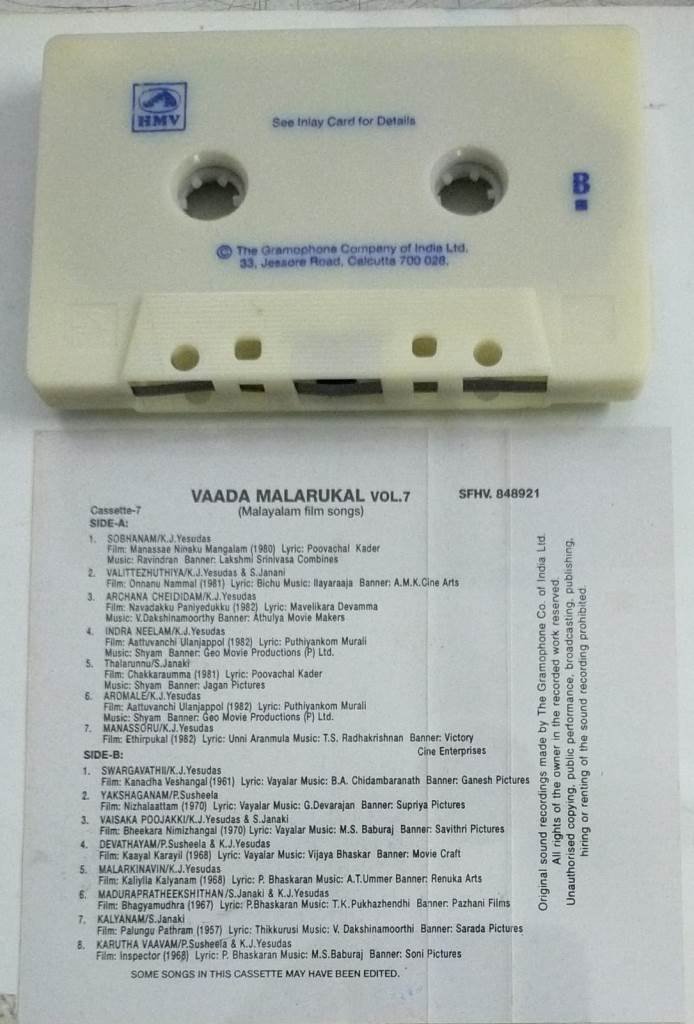 HMV
See Inlay Card for Details
B
© The Gramophone Company of India Ltd.
33, Jessore Road, Calcutta 700 028.
VAADA MALARUKAL VOL.7
SFHV. 848921
Cassette-7
(Malayalam film songs)
SIDE-A:
1. SOBHANAM/K.J.Yesudas
Film: Manassae Ninaku Mangalam (1980) Lyric: Poovachal Kader
Music: Ravindran Banner: Lakshmi Srinivasa Combines
2. VALITTEZHUTHIYA/K.J.Yesudas & S.Janani
Film: Onnanu Nammal (1981) Lyric: Bichu Music: Ilayaraaja Banner: A.M.K.Cine Arts
3. ARCHANA CHEIDIDAM/K.J.Yesudas
Film: Navadakku Paniyedukku (1982) Lyric: Mavelikara Devamma
Music: V.Dakshinamoorthy Banner: Athulya Movie Makers
4. INDRA NEELAM/K.J.Yesudas
Film: Aattuvanchi Ulanjappol (1982) Lyric: Puthiyankom Murali
Music: Shyam Banner: Geo Movie Productions (P) Ltd.
5. Thalarunnu/S.Janaki
Film: Chakkaraumma (1981) Lyric: Poovachal Kader
Music: Shyam Banner: Jagan Pictures
6. AROMALE/K.J.Yesudas
Film: Aattuvanchi Ulanjappol (1982) Lyric: Puthiyankom Murali
Music: Shyam Banner: Geo Movie Productions (P) Ltd.
7. MANASSORU/K.J.Yesudas
Film: Ethirpukal (1982) Lyric: Unni Aranmula Music: T.S. Radhakrishnan Banner: Victory
Cine Enterprises
SIDE-B:
1. SWARGAVATHII/K.J.Yesudas
Film: Kanadha Veshangal (1961) Lyric: Vayalar Music: B.A. Chidambaranath Banner: Ganesh Pictures
2. YAKSHAGANAM/P.Susheela
Film: Nizhalaattam (1970) Lyric: Vayalar Music: G.Devarajan Banner: Supriya Pictures
3. VAISAKA POOJAKKI/K.J.Yesudas & S.Janaki
Film: Bheekara Nimizhangal (1970) Lyric: Vayalar Music: M.S. Baburaj Banner: Savithri Pictures
4. DEVATHAYAM/P.Susheela & K.J.Yesudas
Film: Kaayal Karayil (1968) Lyric: Vayalar Music: Vijaya Bhaskar Banner: Movie Craft
5. MALARKINAVIN/K.J.Yesudas
Film: Kaliylla Kalyanam (1968) Lyric: P. Bhaskaran Music: A.T.Ummer Banner: Renuka Arts
6. MADURAPRATHEEKSHITHAN/S.Janaki & K.J.Yesudas
Film: Bhagyamudhra (1967) Lyric: P.Bhaskaran Music: T.K.Pukhazhendhi Banner: Pazhani Films
7. KALYANAM/S.Janaki
Film: Palungu Pathram (1957) Lyric: Thikkurusi Music: V. Dakshinamoorthi Banner: Sarada Pictures
8. KARUTHA VAAVAM/P.Susheela & K.J.Yesudas
Film: Inspector (1968) Lyric: P. Bhaskaran Music: M.S.Baburaj Banner: Soni Pictures
SOME SONGS IN THIS CASSETTE MAY HAVE BEEN EDITED.
Original sound recordings made by The Gramophone Co. of India Ltd.
All rights of the owner in the recorded work reserved.
Unauthorised copying, public performance, broadcasting, publishing,
hiring or renting of the sound recording prohibited.